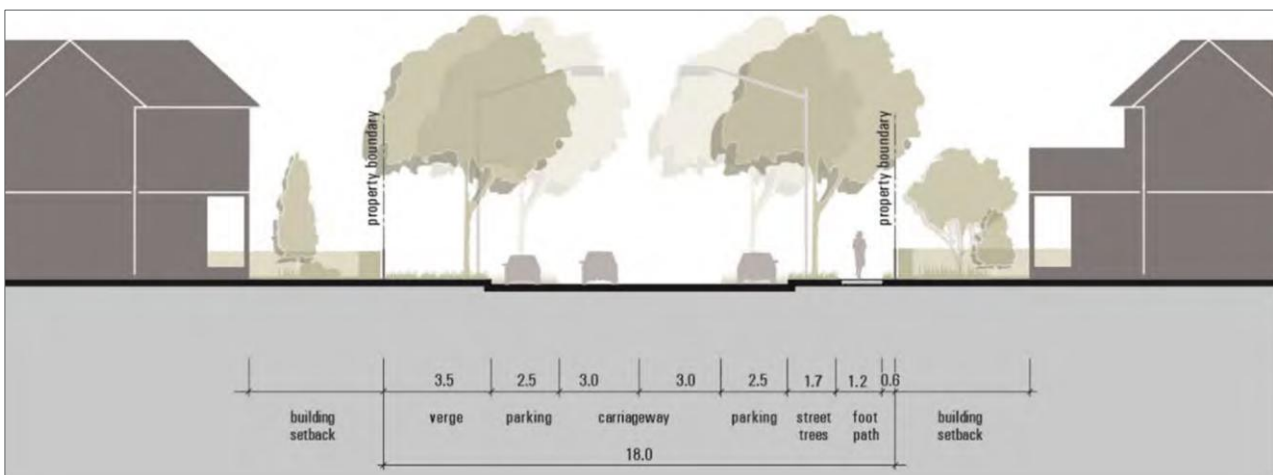 property boundary
property boundary
3.5 2.5 3.0 3.0 2.5 1.7 1.2 0.6
building setback
verge
parking
carriageway
parking
street trees
foot path
building setback
18.0